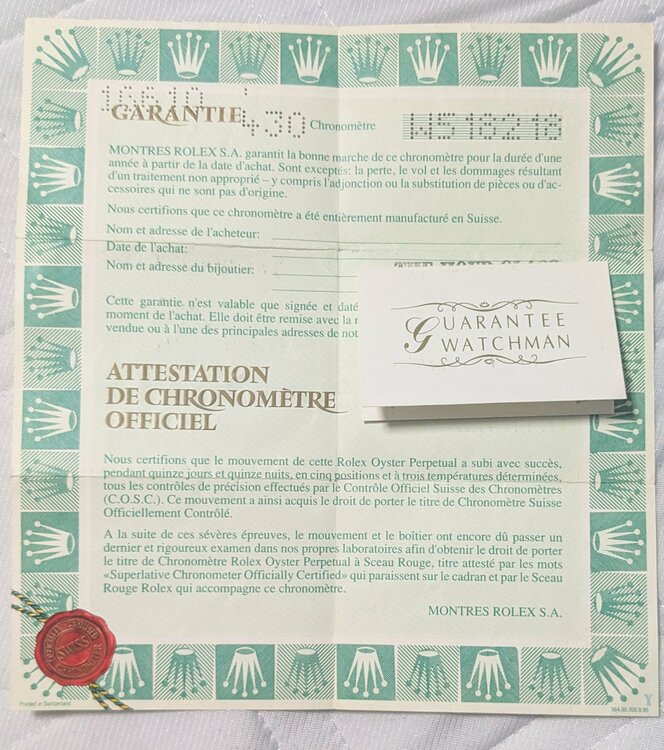 16610
GARANTIE 430 Chronomètre W518218
MONTRES ROLEX S.A. garantit la bonne marche de ce chronomètre pour la durée d'une
année à partir de la date d'achat. Sont exceptés: la perte, le vol et les dommages résultant
d'un traitement non approprié – y compris l'adjonction ou la substitution de pièces ou d'ac-
cessoires qui ne sont pas d'origine.
Nous certifions que ce chronomètre a été entièrement manufacturé en Suisse.
Nom et adresse de l'acheteur:
Date de l'achat:
Nom et adresse du bijoutier:
THE HOUR GLASS
Cette garantie n'est valable que signée et daté
moment de l'achat. Elle doit être remise avec la
vendue ou à l'une des principales adresses de not
GUARANTEE
WATCHMAN
ATTESTATION
DE CHRONOMÈTRE
OFFICIEL
Nous certifions que le mouvement de cette Rolex Oyster Perpetual a subi avec succès,
pendant quinze jours et quinze nuits, en cinq positions et à trois températures déterminées,
tous les contrôles de précision effectués par le Contrôle Officiel Suisse des Chronomètres
(C.O.S.C.). Ce mouvement a ainsi acquis le droit de porter le titre de Chronomètre Suisse
Officiellement Contrôlé.
A la suite de ces sévères épreuves, le mouvement et le boîtier ont encore dû passer un
dernier et rigoureux examen dans nos propres laboratoires afin d'obtenir le droit de porter
le titre de Chronomètre Rolex Oyster Perpetual à Sceau Rouge, titre attesté par les mots
«Superlative Chronometer Officially Certified» qui paraissent sur le cadran et par le Sceau
Rouge Rolex qui accompagne ce chronomètre.
MONTRES ROLEX S.A.
SWISS
Printed in Switzerland
Y